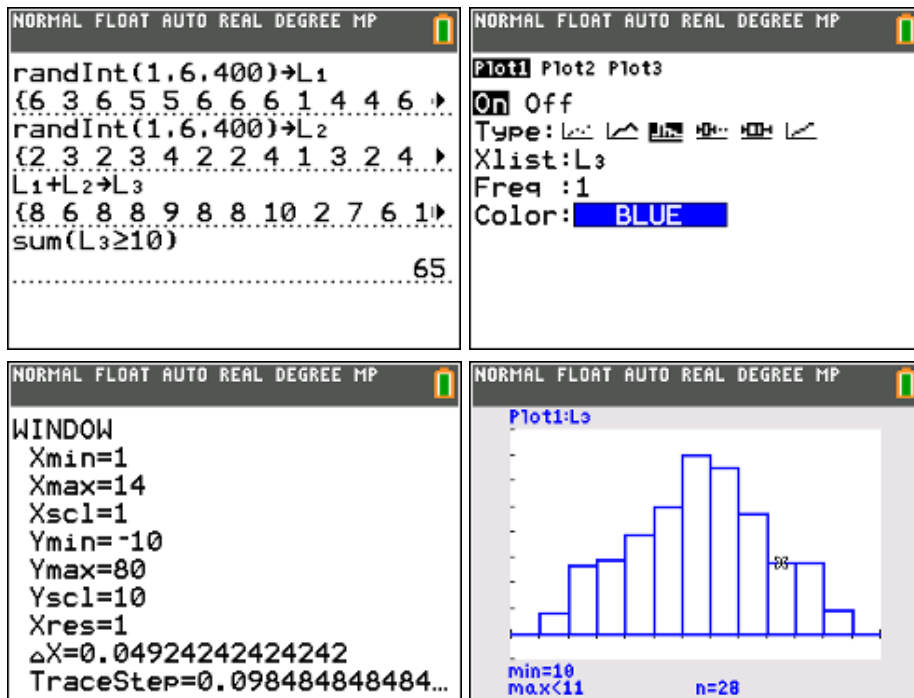 NORMAL FLOAT AUTO REAL DEGREE MP
randInt(1,6,400)→L₁
{6 3 6 5 5 6 6 6 1 4 4 6
randInt(1,6,400)→L₂
{2 3 2 3 4 2 2 4 1 3 2 4
L₁+L₂→L₃
{8 6 8 8 9 8 8 10 2 7 6 1
sum(L₃≥10)
65
NORMAL FLOAT AUTO REAL DEGREE MP
Plot1 Plot2 Plot3
On Off
Type:
Xlist:L₃
Freq :1
Color: BLUE
NORMAL FLOAT AUTO REAL DEGREE MP
WINDOW
Xmin=1
Xmax=14
Xscl=1
Ymin=-10
Ymax=80
Yscl=10
Xres=1
△X=0.04924242424242
TraceStep=0.098484848484…
NORMAL FLOAT AUTO REAL DEGREE MP
Plot1:L₃
min=10
max<11 n=28